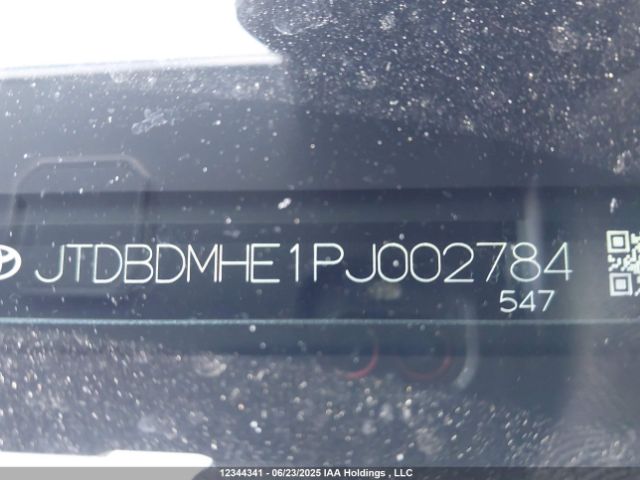 JTDBDMHE1PJ002784
547
12344341 - 06/23/2025 IAA Holdings , LLC